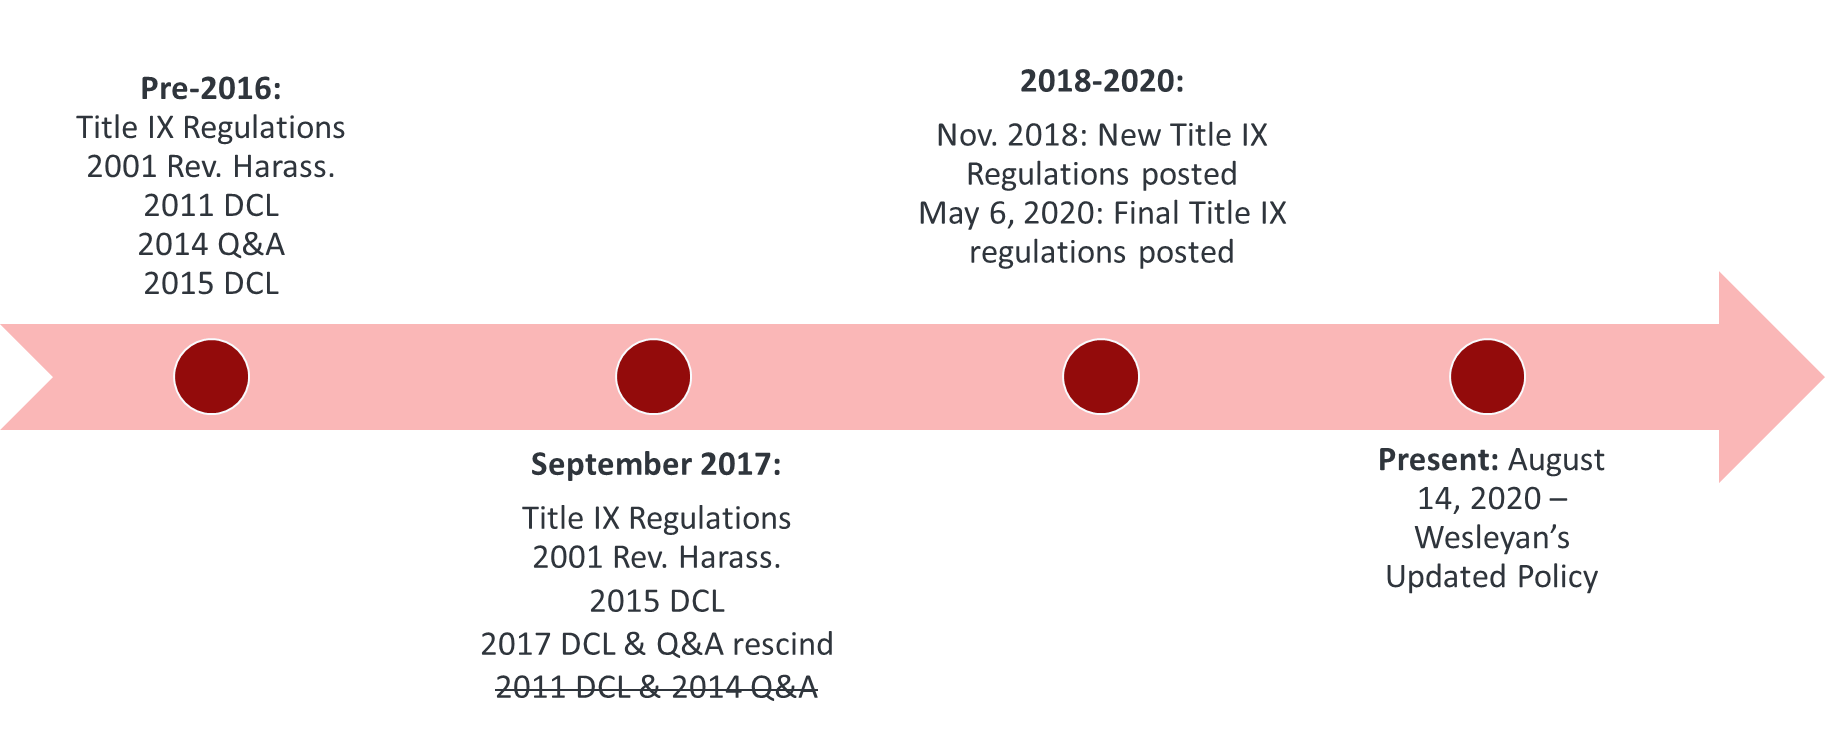 Pre-2016:
Title IX Regulations
2001 Rev. Harass.
2011 DCL
2014 Q&A
2015 DCL
September 2017:
Title IX Regulations
2001 Rev. Harass.
2015 DCL
2017 DCL & Q&A rescind
2011 DCL & 2014 Q&A
2018-2020:
Nov. 2018: New Title IX
Regulations posted
May 6, 2020: Final Title IX
regulations posted
Present: August
14, 2020 –
Wesleyan’s
Updated Policy